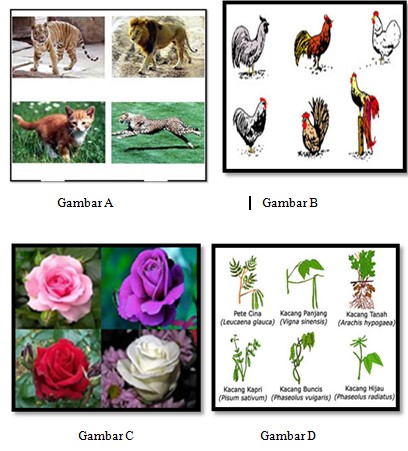 Gambar A
Gambar B
Pete Cina
(Leucaena glauca)
Kacang Panjang
(Vigna sinensis)
Kacang Tanah
(Arachis hypogaea)
Kacang Kapri
(Pisum sativum)
Kacang Buncis
(Phaseolus vuigaris)
Kacang Hijau
(Phaseolus radiatus)
Gambar C
Gambar D